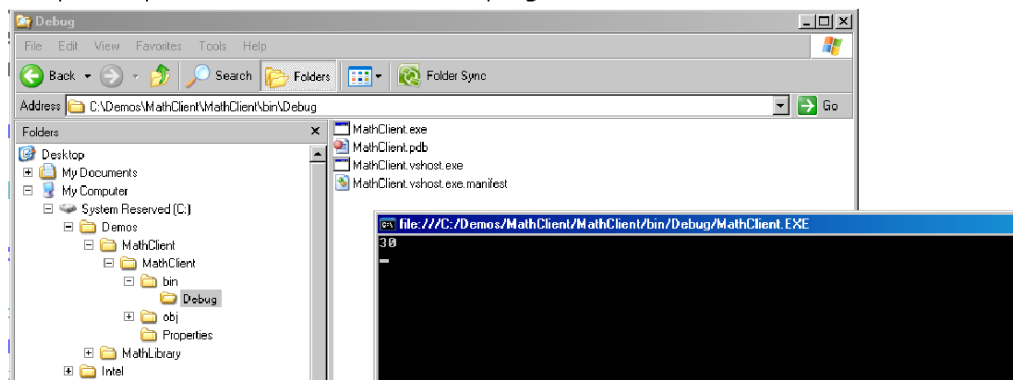 Debug
File Edit View Favorites Tools Help
Back Search Folders Folder Sync
Address C:\Demos\MathClient\MathClient\bin\Debug Go
Folders x
Desktop
My Documents
My Computer
System Reserved (C:)
Demos
MathClient
MathClient
bin
Debug
obj
Properties
MathLibrary
Intel
MathClient.exe
MathClient.pdb
MathClient.vshost.exe
MathClient.vshost.exe.manifest
file:///C:/Demos/MathClient/MathClient/bin/Debug/MathClient.EXE
30